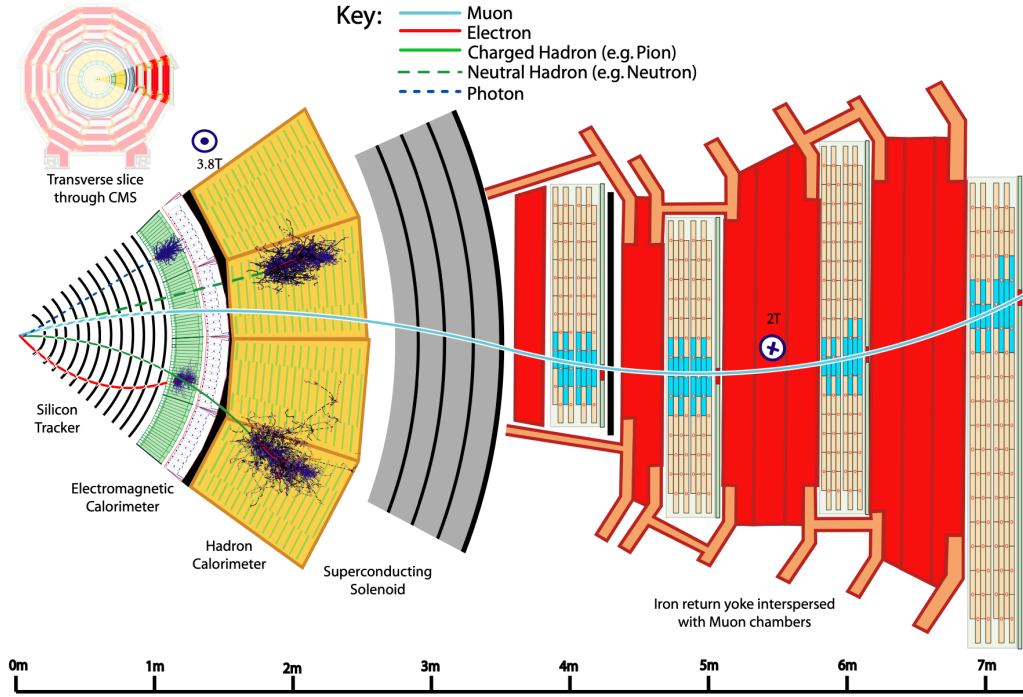 Key:
Muon
Electron
Charged Hadron (e.g. Pion)
Neutral Hadron (e.g. Neutron)
Photon
Transverse slice
through CMS
3.8T
2T
Silicon
Tracker
Electromagnetic
Calorimeter
Hadron
Calorimeter
Superconducting
Solenoid
Iron return yoke interspersed
with Muon chambers
0m 1m 2m 3m 4m 5m 6m 7m